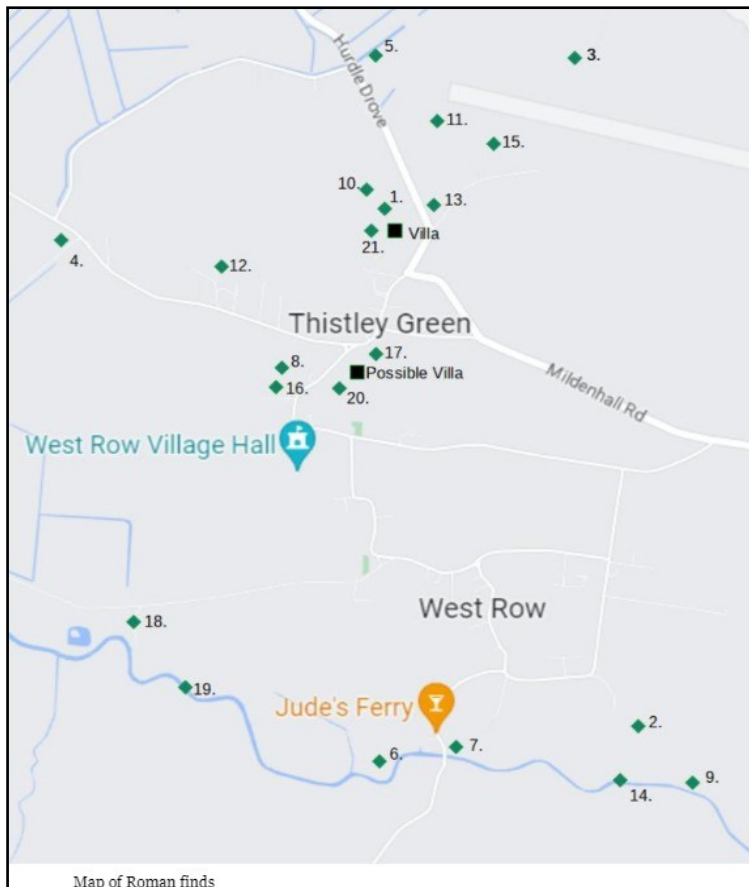 5.
3.
Hurdle Drove
11.
15.
10.
1.
13.
21.
Villa
4.
12.
Thistley Green
17.
8.
Possible Villa
16.
20.
Mildenhall Rd
West Row Village Hall
West Row
18.
19.
Jude's Ferry
2.
7.
6.
14.
9.
Map of Roman finds